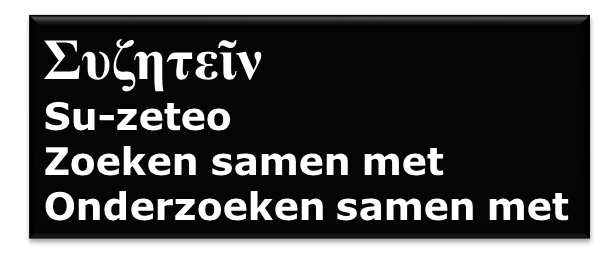 Συζητεῖν
Su-zeteo
Zoeken samen met
Onderzoeken samen met